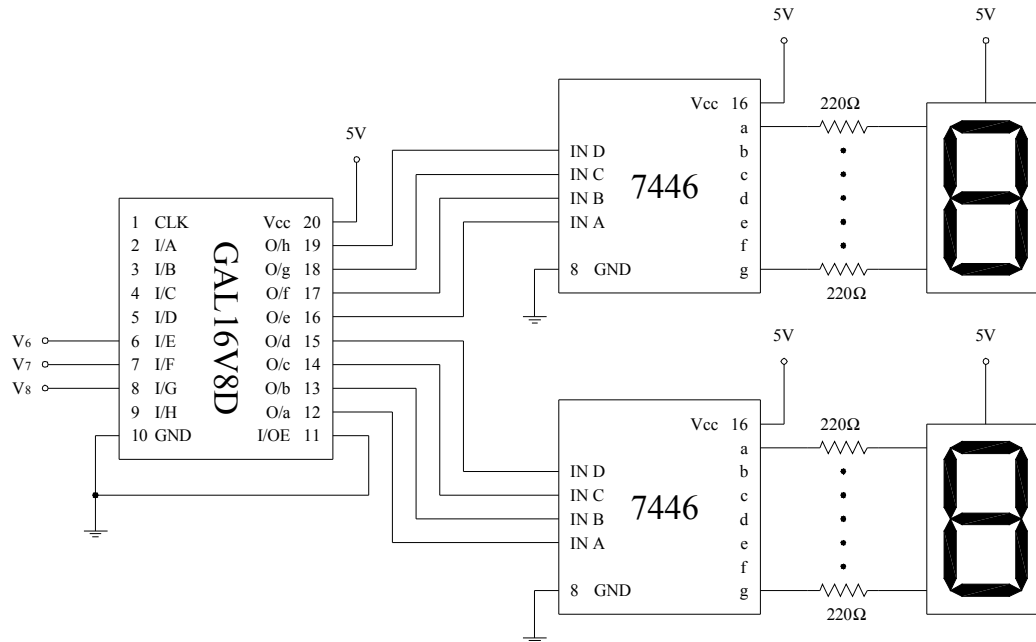 5V
5V
Vcc 16
220Ω
a
b
c
d
e
f
g
IN D
IN C
IN B
IN A
7446
8 GND
220Ω
5V
1 CLK Vcc 20
2 I/A O/h 19
3 I/B O/g 18
4 I/C O/f 17
5 I/D O/e 16
V6 6 I/E O/d 15
V7 7 I/F O/c 14
V8 8 I/G O/b 13
9 I/H O/a 12
10 GND I/OE 11
GAL16V8D
5V
5V
Vcc 16
220Ω
a
b
c
d
e
f
g
IN D
IN C
IN B
IN A
7446
8 GND
220Ω